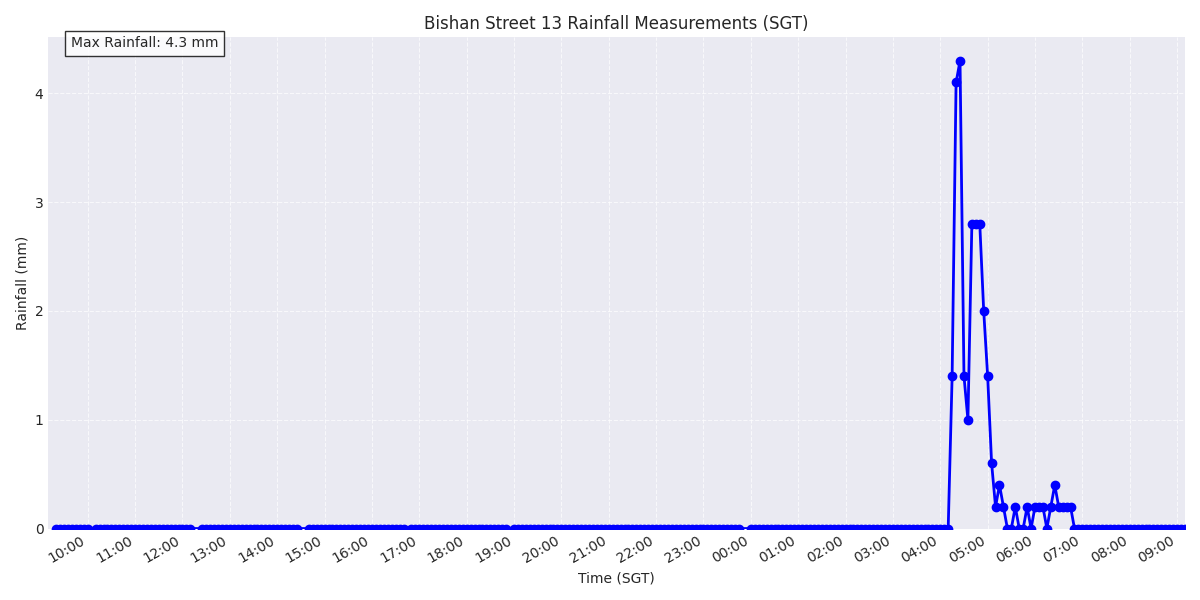 Bishan Street 13 Rainfall Measurements (SGT)
Max Rainfall: 4.3 mm
4
3
2
1
0
Rainfall (mm)
10:00 11:00 12:00 13:00 14:00 15:00 16:00 17:00 18:00 19:00 20:00 21:00 22:00 23:00 00:00 01:00 02:00 03:00 04:00 05:00 06:00 07:00 08:00 09:00
Time (SGT)